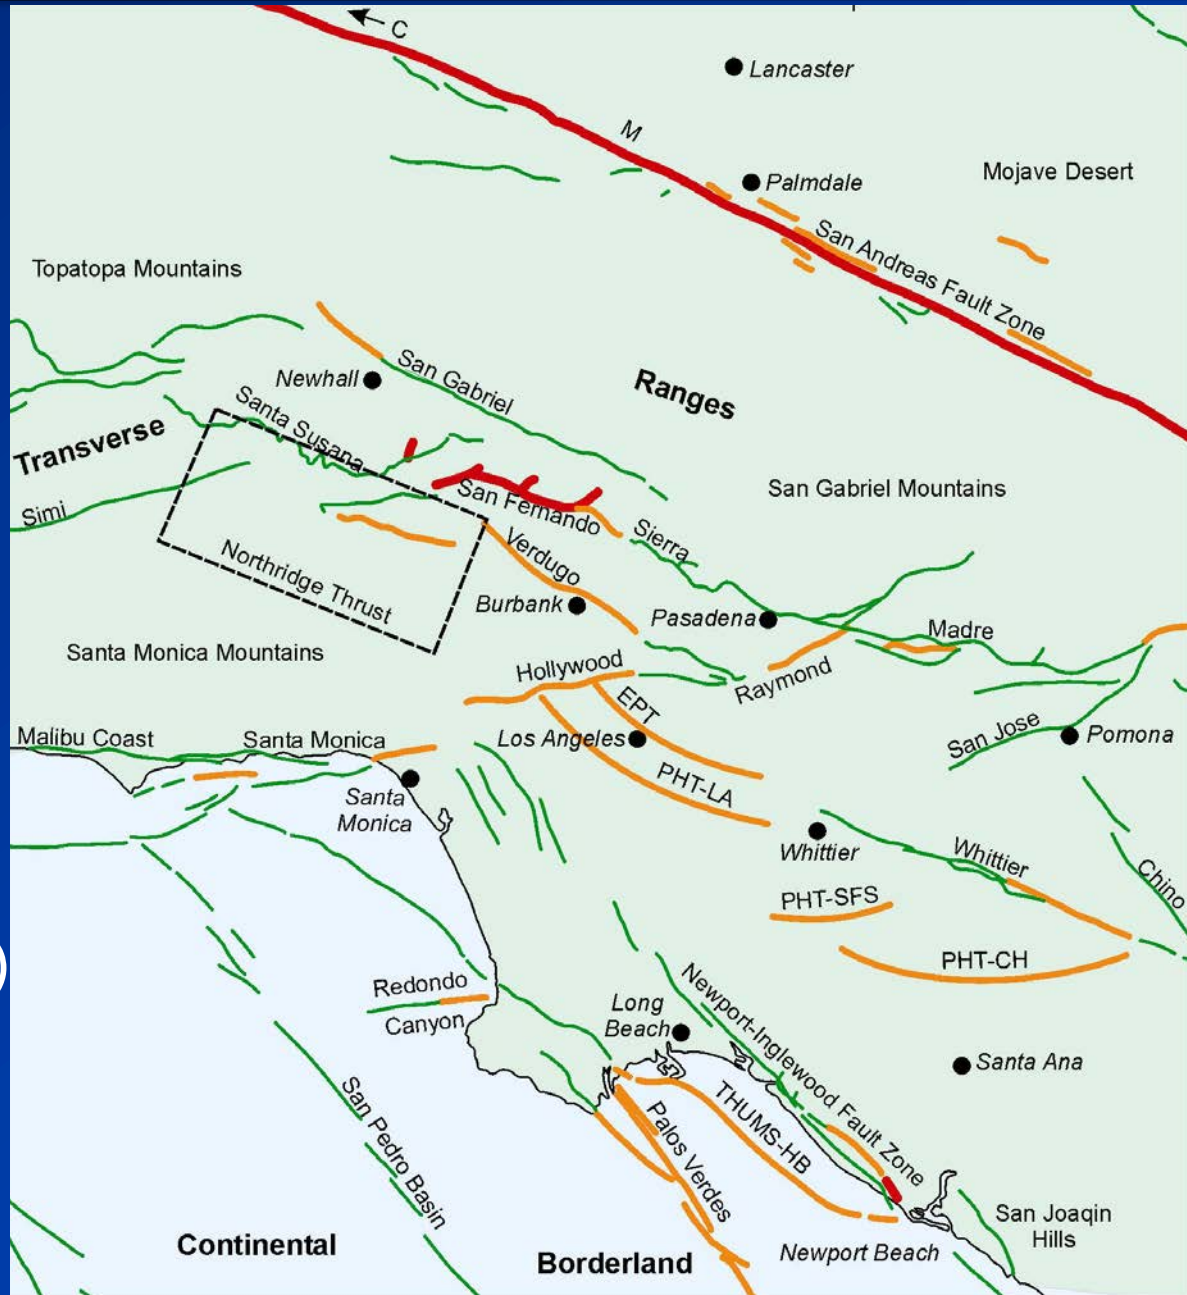 C
Lancaster
M
Palmdale
Mojave Desert
San Andreas Fault Zone
Topatopa Mountains
Newhall
San Gabriel
Ranges
Santa Susana
Transverse
San Fernando
San Gabriel Mountains
Simi
Sierra
Verdugo
Northridge Thrust
Burbank
Pasadena
Madre
Santa Monica Mountains
Hollywood
Raymond
EPT
Malibu Coast
Santa Monica
Los Angeles
San Jose
Pomona
PHT-LA
Santa
Monica
Whittier
Whittier
Chino
PHT-SFS
PHT-CH
Redondo
Canyon
Long
Beach
Newport-Inglewood Fault Zone
Santa Ana
THUMS-HB
Palos Verdes
San Pedro Basin
San Joaqin
Hills
Continental
Borderland
Newport Beach